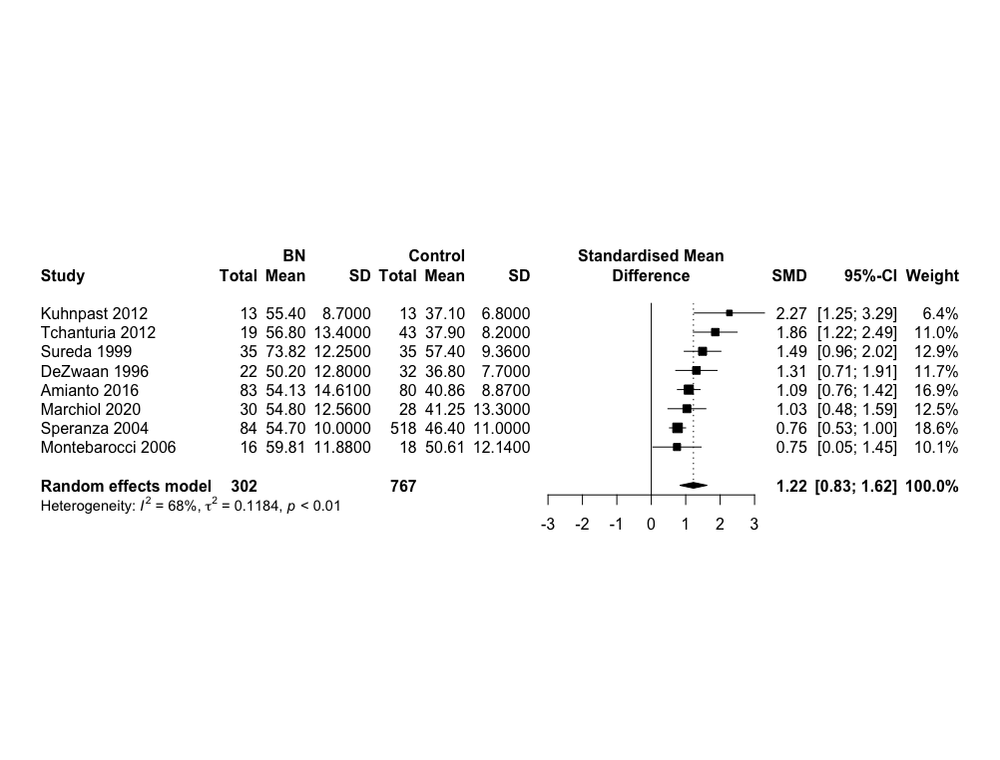 BN Control Standardised Mean
Study Total Mean SD Total Mean SD Difference SMD 95%-CI Weight
Kuhnpast 2012 13 55.40 8.7000 13 37.10 6.8000 2.27 [1.25; 3.29] 6.4%
Tchanturia 2012 19 56.80 13.4000 43 37.90 8.2000 1.86 [1.22; 2.49] 11.0%
Sureda 1999 35 73.82 12.2500 35 57.40 9.3600 1.49 [0.96; 2.02] 12.9%
DeZwaan 1996 22 50.20 12.8000 32 36.80 7.7000 1.31 [0.71; 1.91] 11.7%
Amianto 2016 83 54.13 14.6100 80 40.86 8.8700 1.09 [0.76; 1.42] 16.9%
Marchiol 2020 30 54.80 12.5600 28 41.25 13.3000 1.03 [0.48; 1.59] 12.5%
Speranza 2004 84 54.70 10.0000 518 46.40 11.0000 0.76 [0.53; 1.00] 18.6%
Montebarocci 2006 16 59.81 11.8800 18 50.61 12.1400 0.75 [0.05; 1.45] 10.1%
Random effects model 302 767 1.22 [0.83; 1.62] 100.0%
Heterogeneity: I² = 68%, τ² = 0.1184, p < 0.01
-3 -2 -1 0 1 2 3